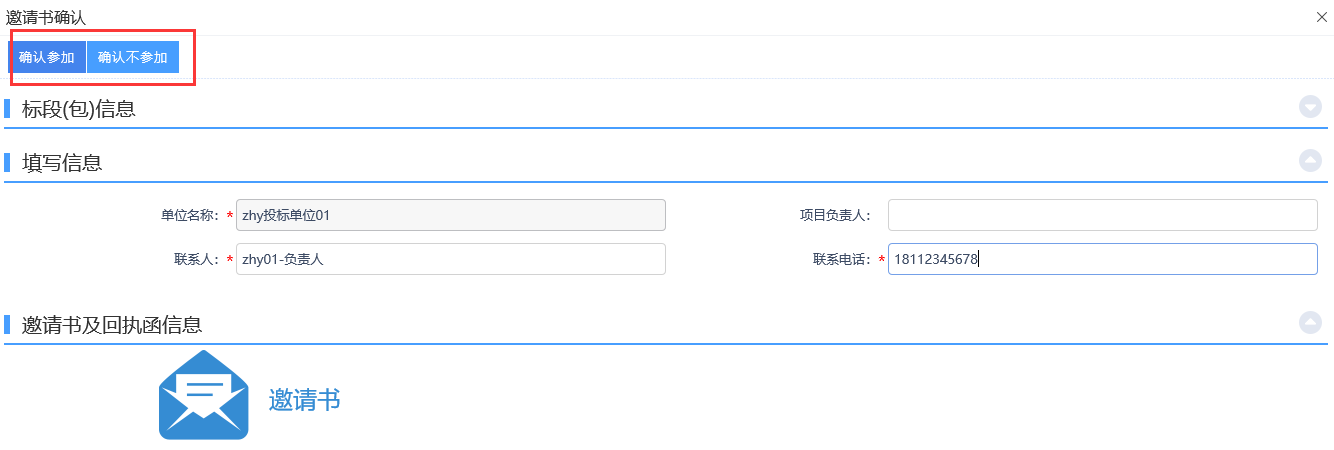 邀请书确认
确认参加 确认不参加
标段(包)信息
填写信息
单位名称：* zhy投标单位01 项目负责人：
联系人：* zhy01-负责人 联系电话：* 18112345678
邀请书及回执函信息
邀请书